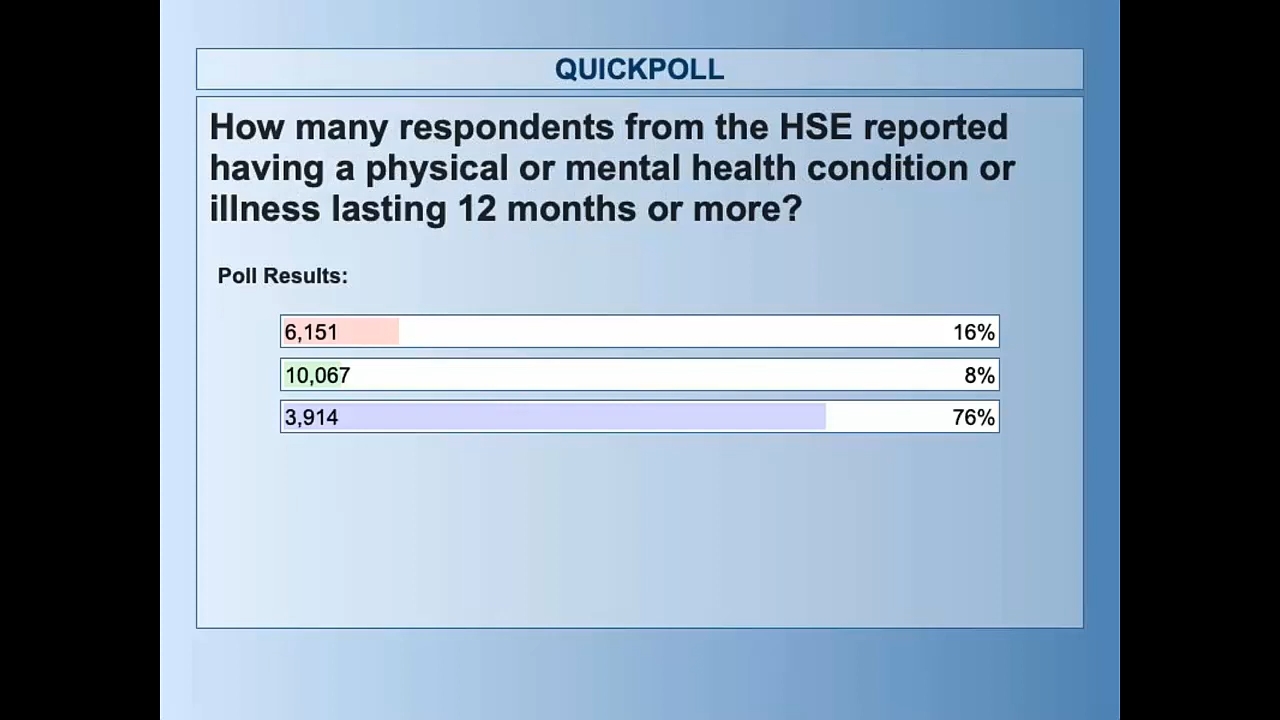 QUICKPOLL
How many respondents from the HSE reported
having a physical or mental health condition or
illness lasting 12 months or more?
Poll Results:
6,151 16%
10,067 8%
3,914 76%